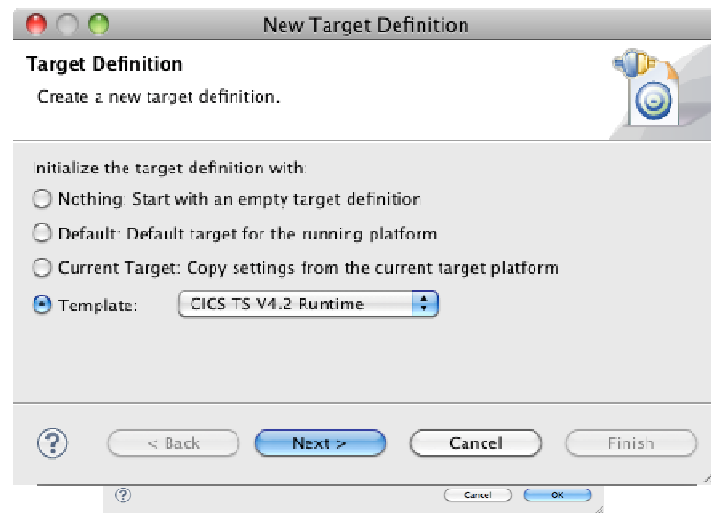 New Target Definition
Target Definition
Create a new target definition.
Initialize the target definition with:
Nothing: Start with an empty target definition
Default: Default target for the running platform
Current Target: Copy settings from the current target platform
Template: CICS TS V4.2 Runtime
? < Back Next > Cancel Finish
? Cancel OK